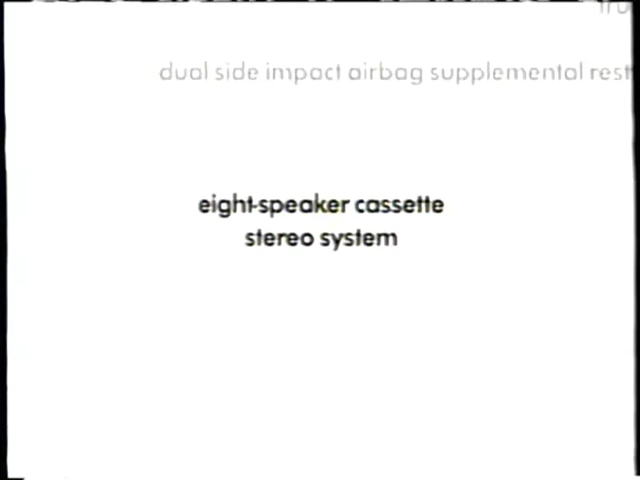 dual side impact airbag supplemental rest
eight-speaker cassette
stereo system